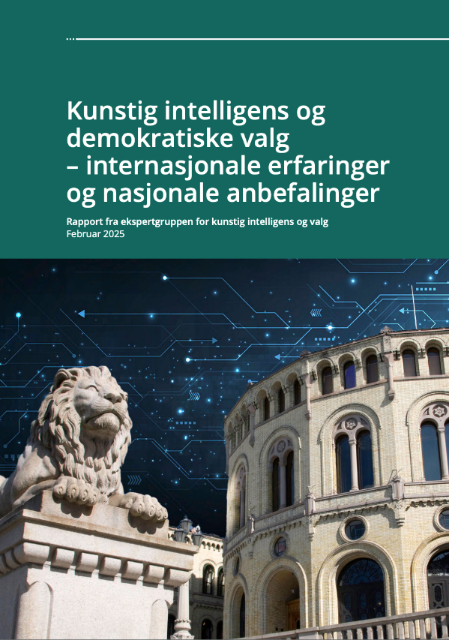 Kunstig intelligens og
demokratiske valg
– internasjonale erfaringer
og nasjonale anbefalinger
Rapport fra ekspertgruppen for kunstig intelligens og valg
Februar 2025